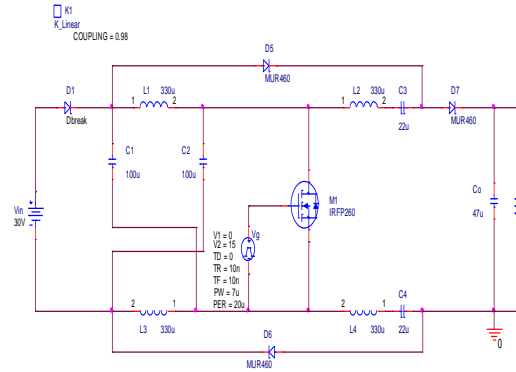 K1
K_Linear
COUPLING = 0.98
D5
MUR460
D1
Dbreak
L1 330u
1 2
L2 330u
1 2
C3
22u
D7
MUR460
C1
100u
C2
100u
M1
IRFP260
Vin
30V
Co
47u
Vg
V1 = 0
V2 = 15
TD = 0
TR = 10n
TF = 10n
PW = 7u
PER = 20u
2 1
L3 330u
2 1
L4 330u
C4
22u
D6
MUR460
0